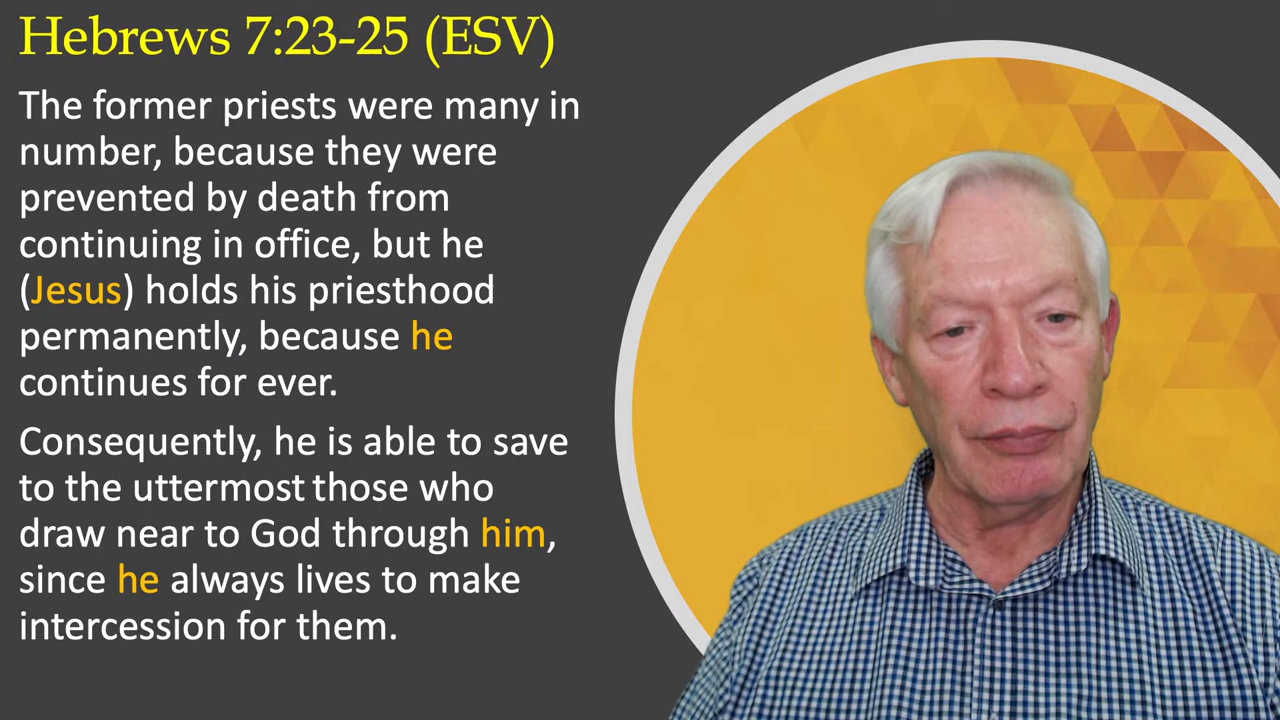 Hebrews 7:23-25 (ESV)
The former priests were many in
number, because they were
prevented by death from
continuing in office, but he
(Jesus) holds his priesthood
permanently, because he
continues for ever.
Consequently, he is able to save
to the uttermost those who
draw near to God through him,
since he always lives to make
intercession for them.